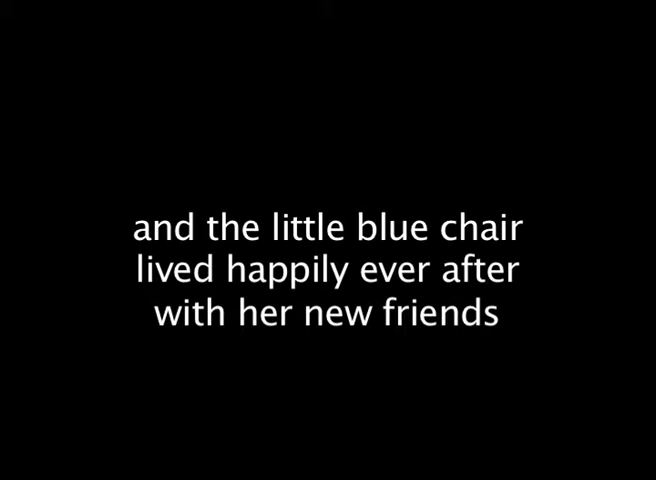 and the little blue chair
lived happily ever after
with her new friends